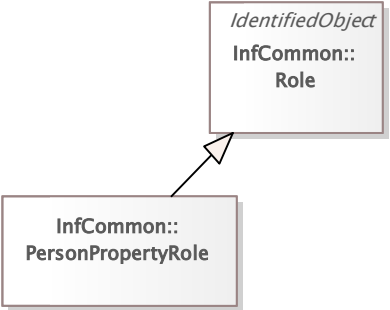 IdentifiedObject
InfCommon::
Role
InfCommon::
PersonPropertyRole